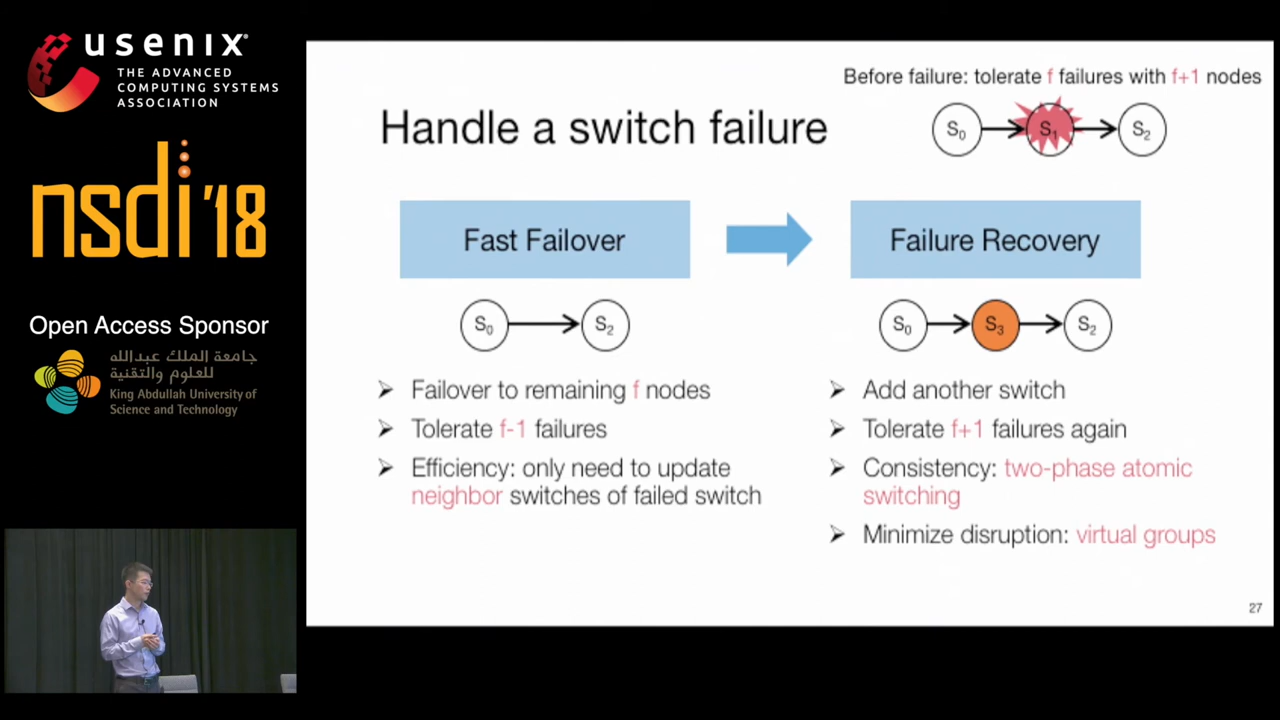 usenix®
THE ADVANCED
COMPUTING SYSTEMS
ASSOCIATION
nsdi '18
Open Access Sponsor
جامعة الملك عبدالله
للعلوم والتقنية
King Abdullah University of
Science and Technology
Before failure: tolerate f failures with f+1 nodes
Handle a switch failure
S0 S1 S2
Fast Failover
Failure Recovery
S0 S2
S0 S3 S2
➢ Failover to remaining f nodes
➢ Tolerate f-1 failures
➢ Efficiency: only need to update
neighbor switches of failed switch
➢ Add another switch
➢ Tolerate f+1 failures again
➢ Consistency: two-phase atomic
switching
➢ Minimize disruption: virtual groups
27